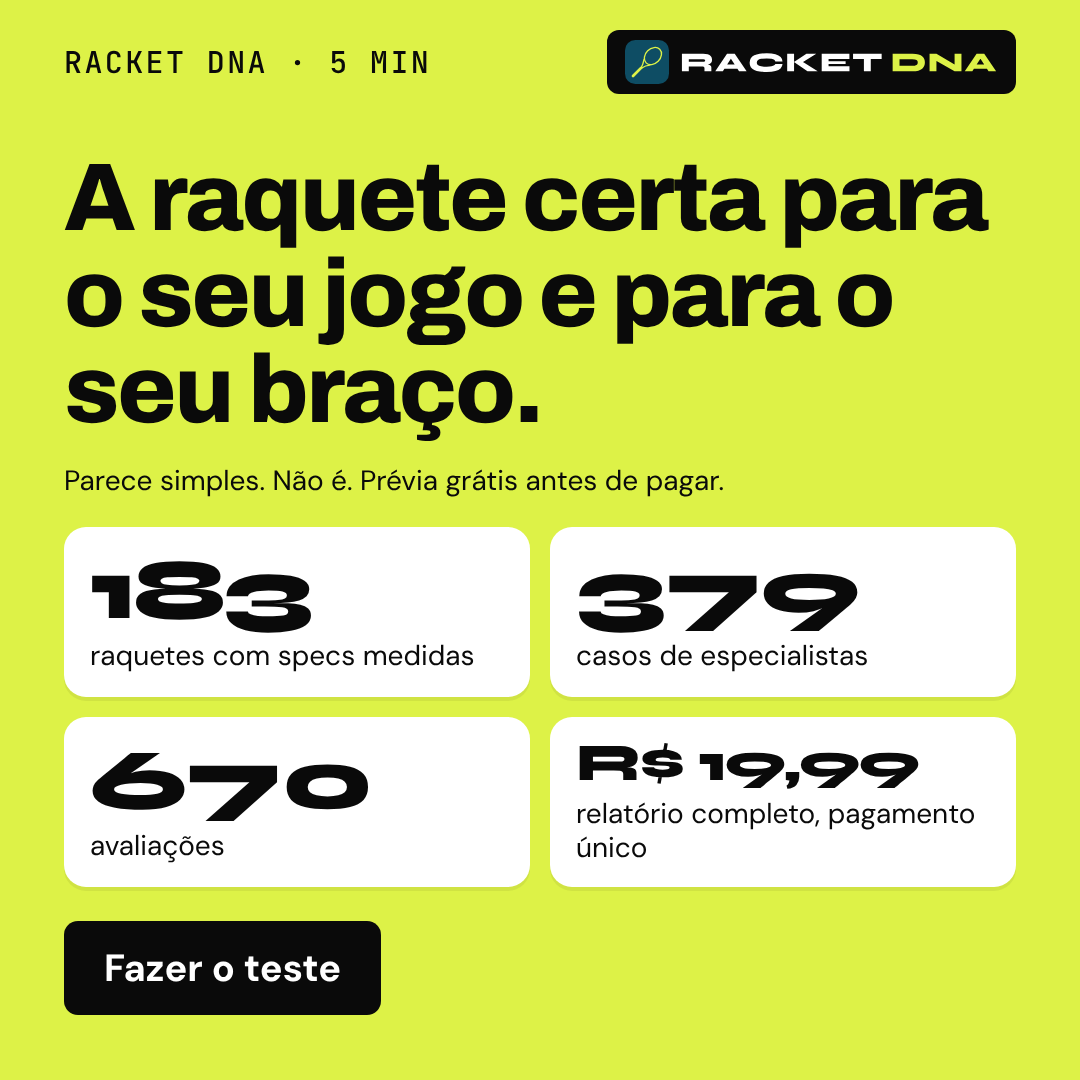 RACKET DNA · 5 MIN
RACKET DNA
A raquete certa para
o seu jogo e para o
seu braço.
Parece simples. Não é. Prévia grátis antes de pagar.
183
raquetes com specs medidas
379
casos de especialistas
670
avaliações
R$ 19,99
relatório completo, pagamento
único
Fazer o teste